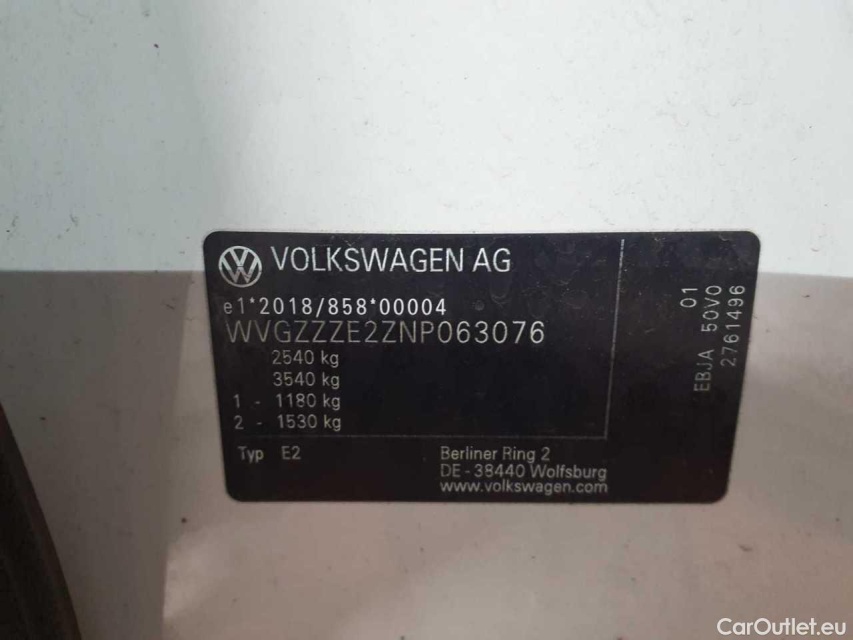 VOLKSWAGEN AG
e1*2018/858*00004
WVGZZZE2ZNP063076
2540 kg
3540 kg
1 - 1180 kg
2 - 1530 kg
Typ E2
Berliner Ring 2
DE - 38440 Wolfsburg
www.volkswagen.com
01
EBJA 50V0
2761496
CarOutlet.eu